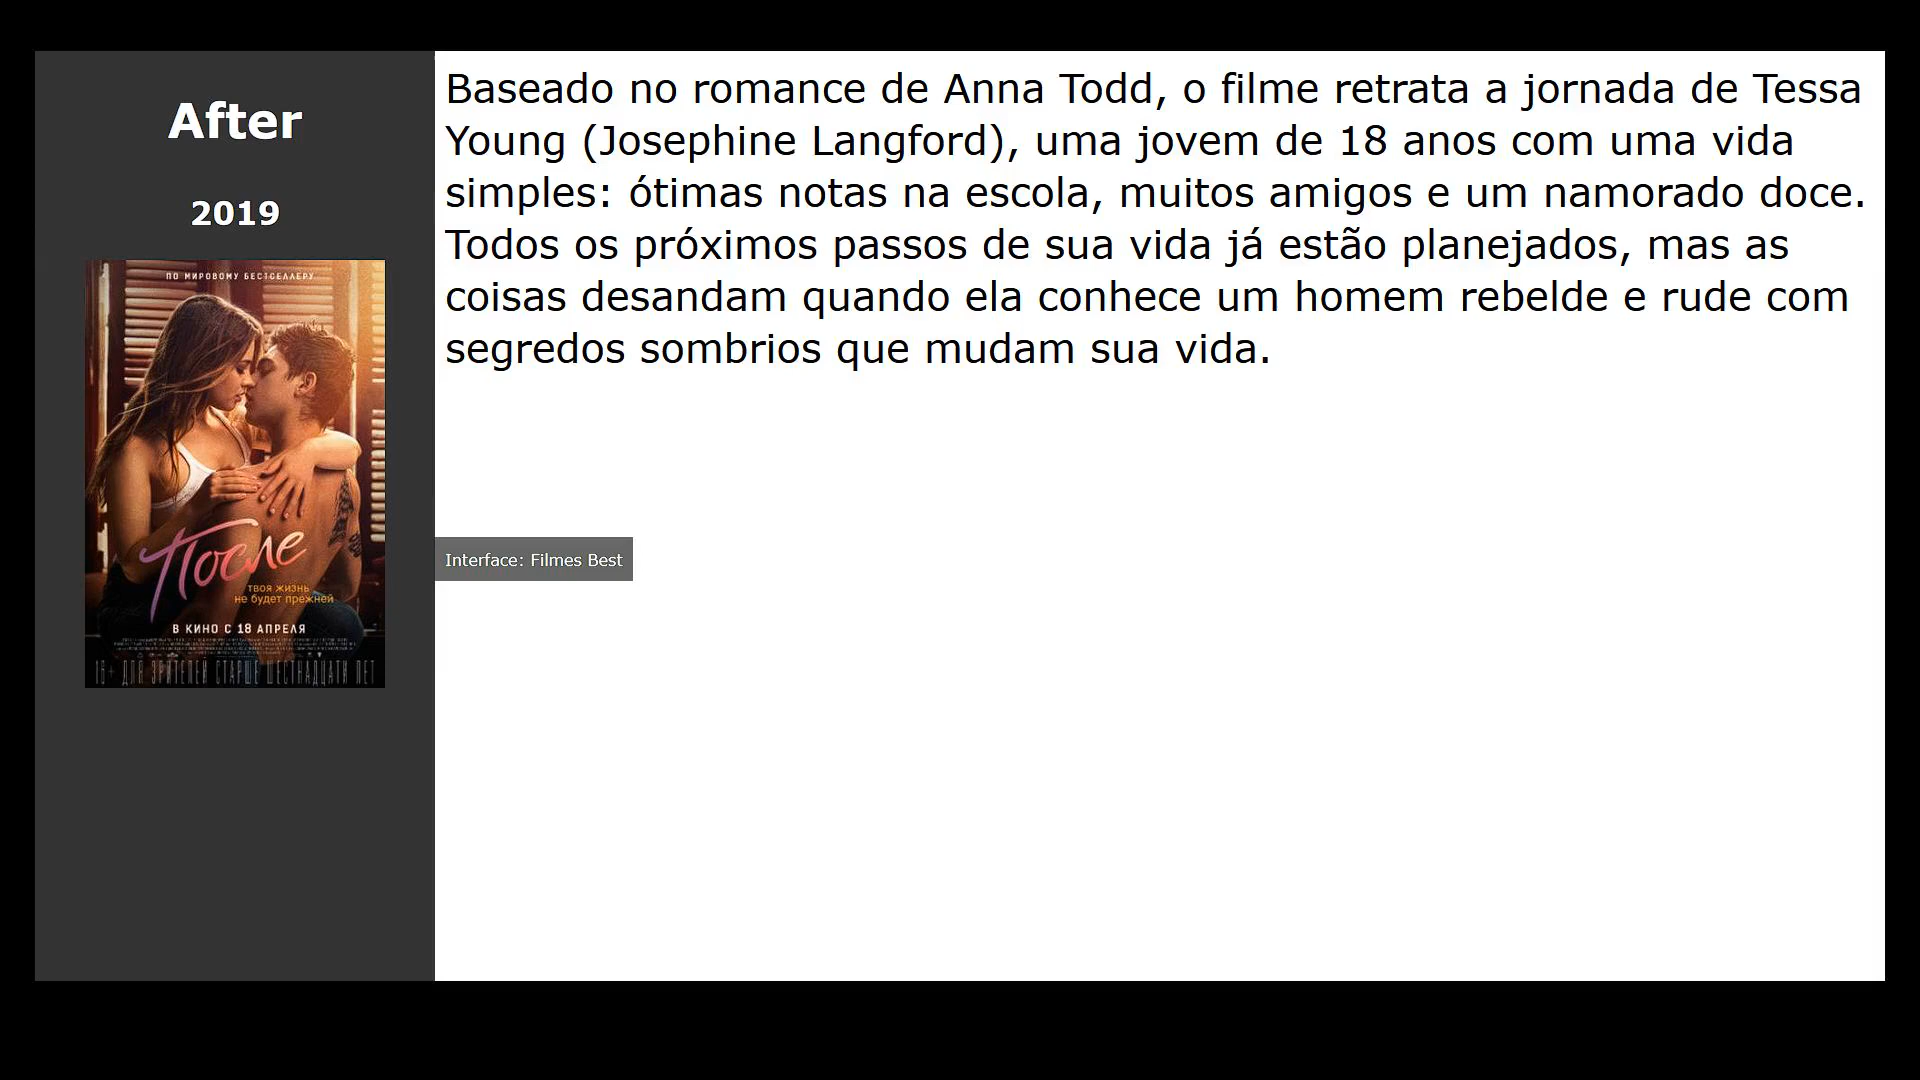 After
2019
ПО МИРОВОМУ БЕСТСЕЛЛЕРУ
После
ТВОЯ ЖИЗНЬ
не будет прежней
В КИНО С 18 АПРЕЛЯ
16+ ДЛЯ ЗРИТЕЛЕЙ СТАРШЕ ШЕСТНАДЦАТИ ЛЕТ
Baseado no romance de Anna Todd, o filme retrata a jornada de Tessa
Young (Josephine Langford), uma jovem de 18 anos com uma vida
simples: ótimas notas na escola, muitos amigos e um namorado doce.
Todos os próximos passos de sua vida já estão planejados, mas as
coisas desandam quando ela conhece um homem rebelde e rude com
segredos sombrios que mudam sua vida.
Interface: Filmes Best